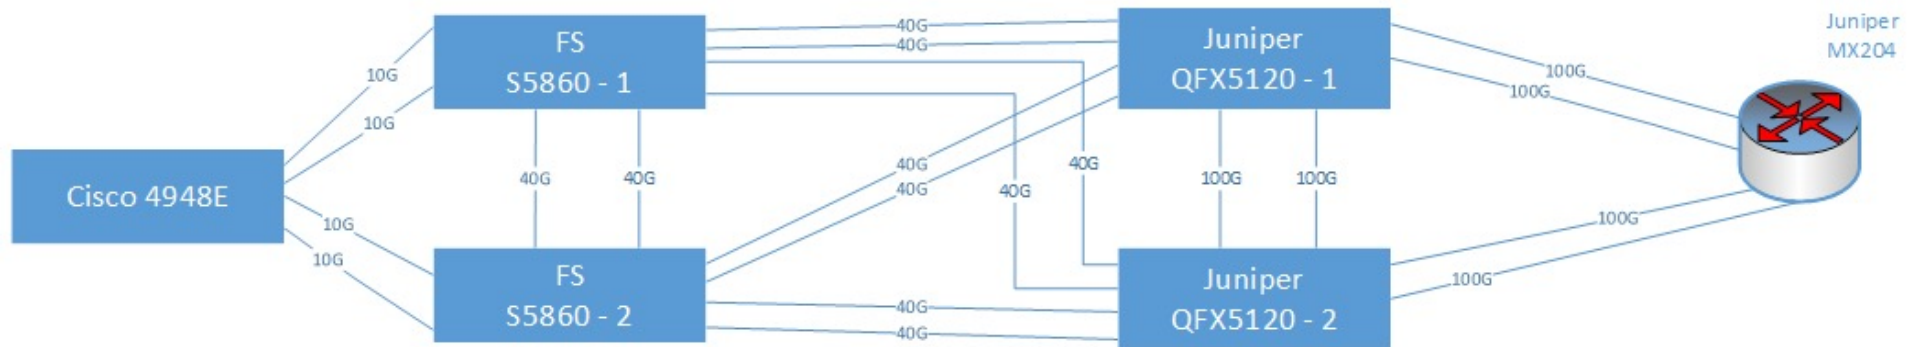 Juniper
MX204
FS
S5860 - 1
Juniper
QFX5120 - 1
Cisco 4948E
FS
S5860 - 2
Juniper
QFX5120 - 2
10G
10G
10G
10G
40G
40G
40G
40G
40G
40G
40G
40G
40G
40G
100G
100G
100G
100G
100G
100G